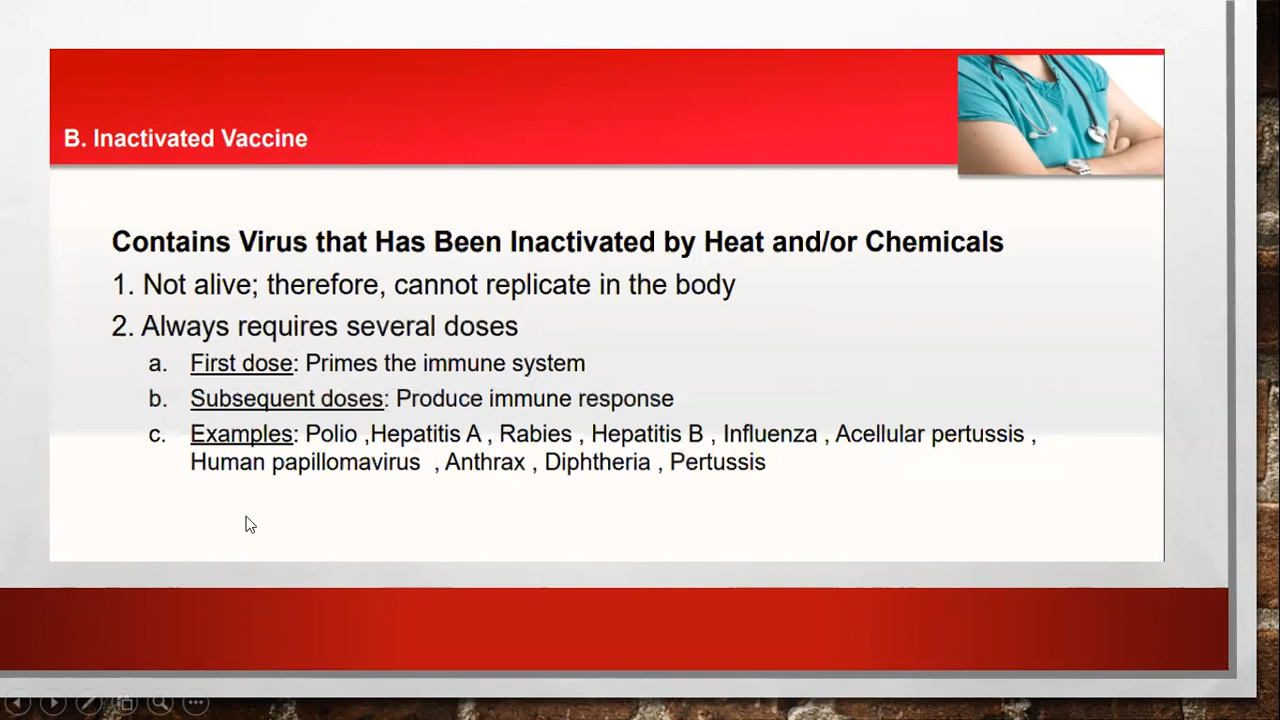 B. Inactivated Vaccine
Contains Virus that Has Been Inactivated by Heat and/or Chemicals
1. Not alive; therefore, cannot replicate in the body
2. Always requires several doses
a. First dose: Primes the immune system
b. Subsequent doses: Produce immune response
c. Examples: Polio ,Hepatitis A , Rabies , Hepatitis B , Influenza , Acellular pertussis ,
Human papillomavirus , Anthrax , Diphtheria , Pertussis